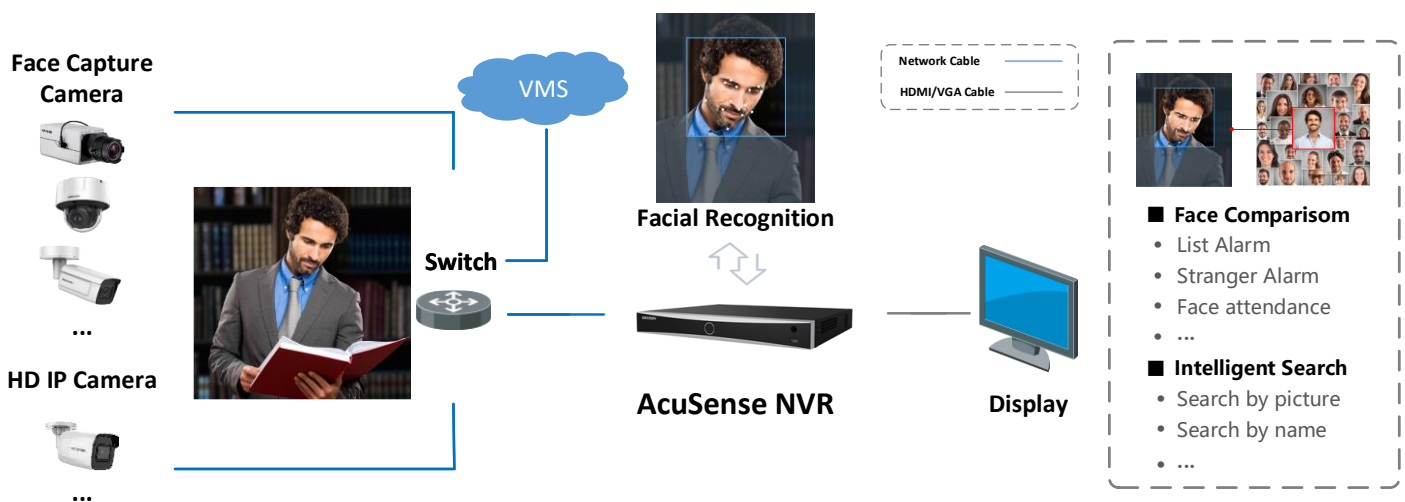 Face Capture
Camera
...
HD IP Camera
...
VMS
Switch
Facial Recognition
AcuSense NVR
Display
Network Cable
HDMI/VGA Cable
■ Face Comparisom
• List Alarm
• Stranger Alarm
• Face attendance
• ...
■ Intelligent Search
• Search by picture
• Search by name
• ...